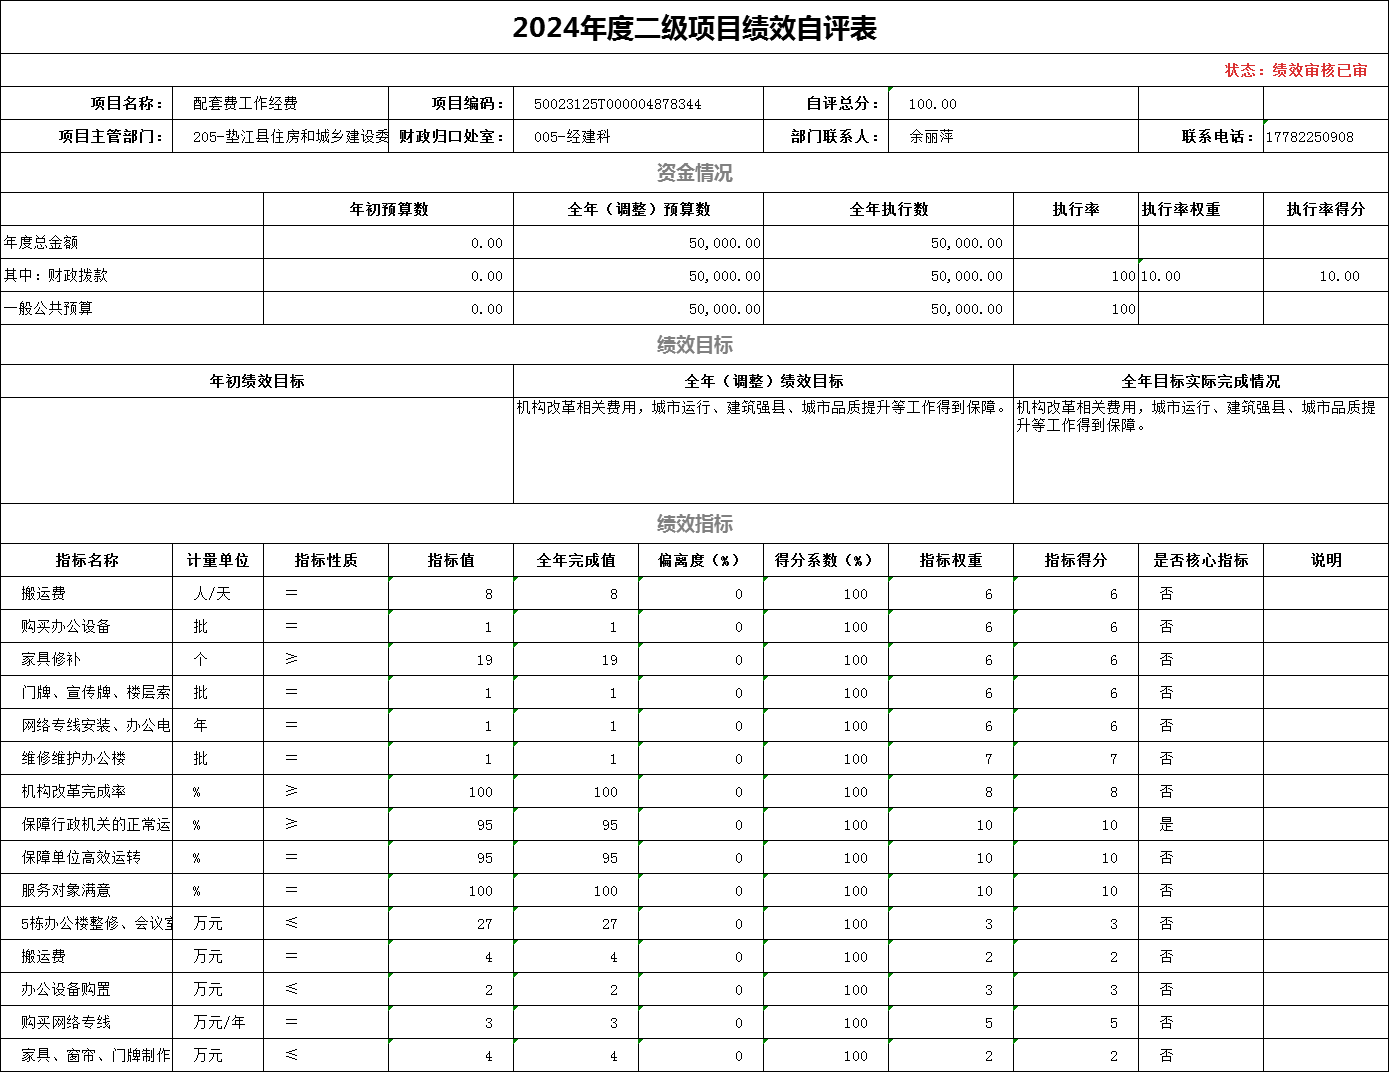 2024年度二级项目绩效自评表
状态：绩效审核已审
项目名称： 配套费工作经费 项目编码： 50023125T000004878344 自评总分： 100.00
项目主管部门： 205-垫江县住房和城乡建设委 财政归口处室： 005-经建科 部门联系人： 余丽萍 联系电话： 17782250908
资金情况
年初预算数 全年（调整）预算数 全年执行数 执行率 执行率权重 执行率得分
年度总金额 0.00 50,000.00 50,000.00
其中：财政拨款 0.00 50,000.00 50,000.00 100 10.00 10.00
一般公共预算 0.00 50,000.00 50,000.00 100
绩效目标
年初绩效目标 全年（调整）绩效目标 全年目标实际完成情况
机构改革相关费用，城市运行、建筑强县、城市品质提升等工作得到保障。 机构改革相关费用，城市运行、建筑强县、城市品质提
升等工作得到保障。
绩效指标
指标名称 计量单位 指标性质 指标值 全年完成值 偏离度（%） 得分系数（%） 指标权重 指标得分 是否核心指标 说明
搬运费 人/天 ＝ 8 8 0 100 6 6 否
购买办公设备 批 ＝ 1 1 0 100 6 6 否
家具修补 个 ≥ 19 19 0 100 6 6 否
门牌、宣传牌、楼层索 批 ＝ 1 1 0 100 6 6 否
网络专线安装、办公电 年 ＝ 1 1 0 100 6 6 否
维修维护办公楼 批 ＝ 1 1 0 100 7 7 否
机构改革完成率 % ≥ 100 100 0 100 8 8 否
保障行政机关的正常运 % ≥ 95 95 0 100 10 10 是
保障单位高效运转 % ＝ 95 95 0 100 10 10 否
服务对象满意 % ＝ 100 100 0 100 10 10 否
5栋办公楼整修、会议室 万元 ≤ 27 27 0 100 3 3 否
搬运费 万元 ＝ 4 4 0 100 2 2 否
办公设备购置 万元 ≤ 2 2 0 100 3 3 否
购买网络专线 万元/年 ＝ 3 3 0 100 5 5 否
家具、窗帘、门牌制作 万元 ≤ 4 4 0 100 2 2 否